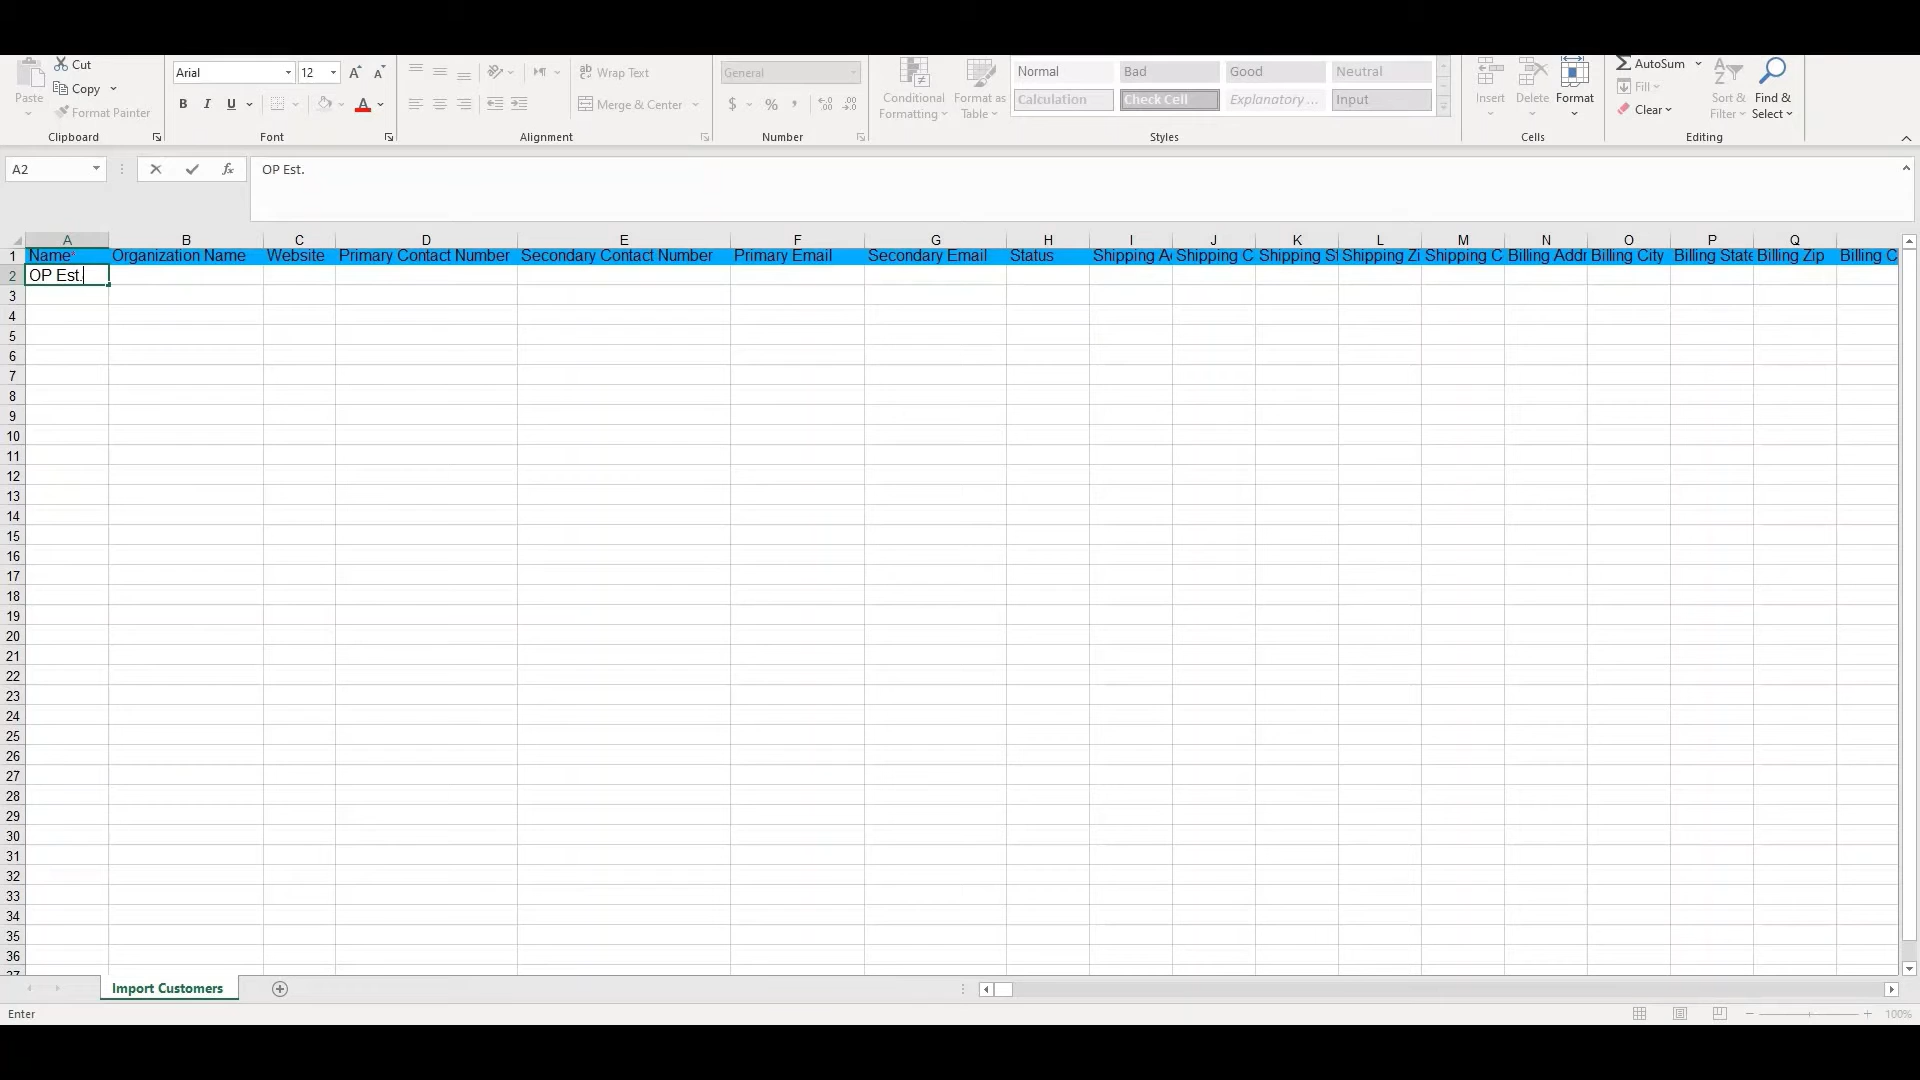 Cut
Arial
12
Wrap Text
General
Normal
Bad
Good
Neutral
AutoSum
Paste
Copy
Format Painter
B I U
Merge & Center
$ % ,
Conditional
Formatting
Format as
Table
Calculation
Check Cell
Explanatory ...
Input
Insert
Delete
Format
Fill
Clear
Sort &
Filter
Find &
Select
Clipboard
Font
Alignment
Number
Styles
Cells
Editing
A2
fx
OP Est.
A B C D E F G H I J K L M N O P Q
1 Name* Organization Name Website Primary Contact Number Secondary Contact Number Primary Email Secondary Email Status Shipping A Shipping C Shipping St Shipping Zi Shipping C Billing Addr Billing City Billing State Billing Zip Billing C
2 OP Est.
3
4
5
6
7
8
9
10
11
12
13
14
15
16
17
18
19
20
21
22
23
24
25
26
27
28
29
30
31
32
33
34
35
36
37
Import Customers
Enter
100%